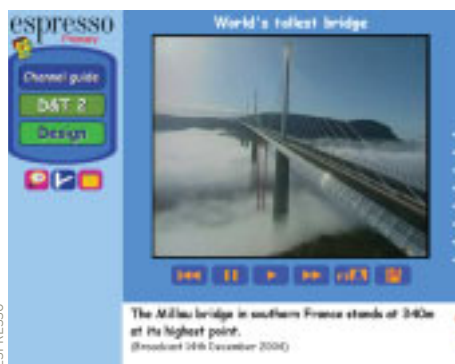 espresso
Primary
World's tallest bridge
Channel guide
D&T 2
Design
The Millau bridge in southern France stands at 340m
at its highest point.
(Broadcast 14th December 2004)
ESPRESSO